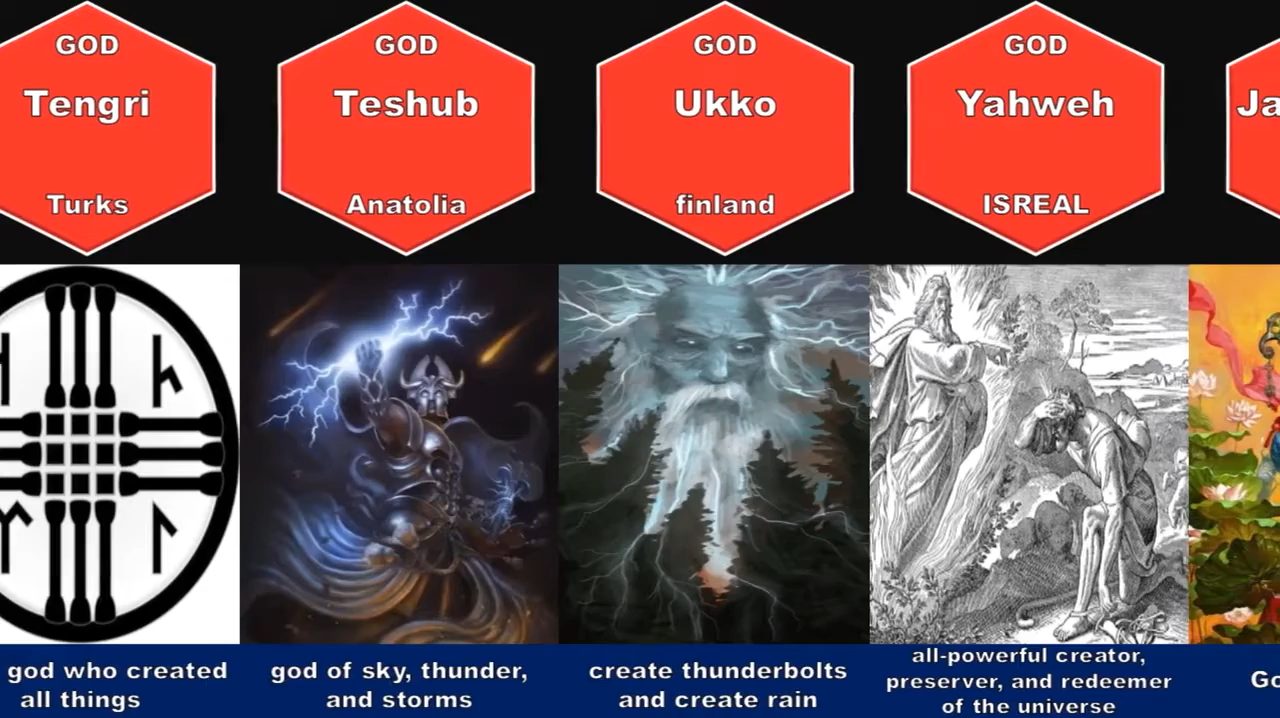 GOD
Tengri
Turks
GOD
Teshub
Anatolia
GOD
Ukko
finland
GOD
Yahweh
ISREAL
god who created
all things
god of sky, thunder,
and storms
create thunderbolts
and create rain
all-powerful creator,
preserver, and redeemer
of the universe